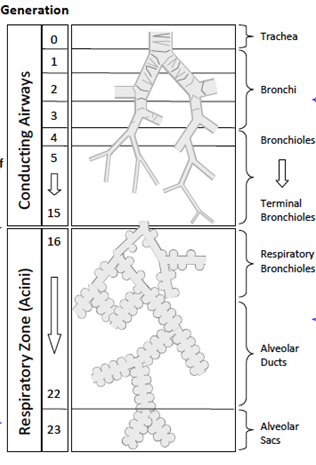 Generation
Conducting Airways
0
Trachea
1
2
Bronchi
3
4
Bronchioles
5
15
Terminal
Bronchioles
Respiratory Zone (Acini)
16
Respiratory
Bronchioles
Alveolar
Ducts
22
23
Alveolar
Sacs
f